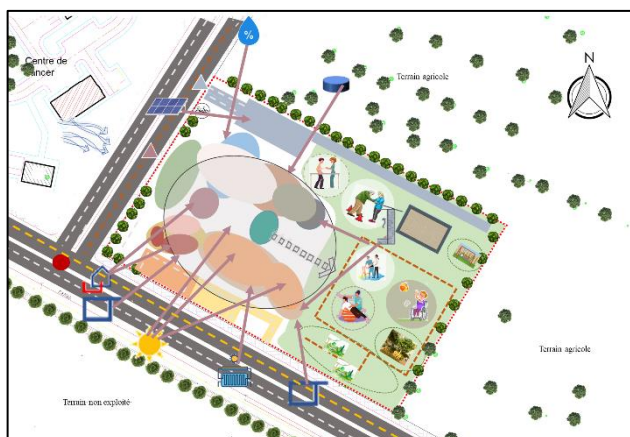 %
Centre de
cancer
Terrain agricole
N
Terrain agricole
Terrain non exploité